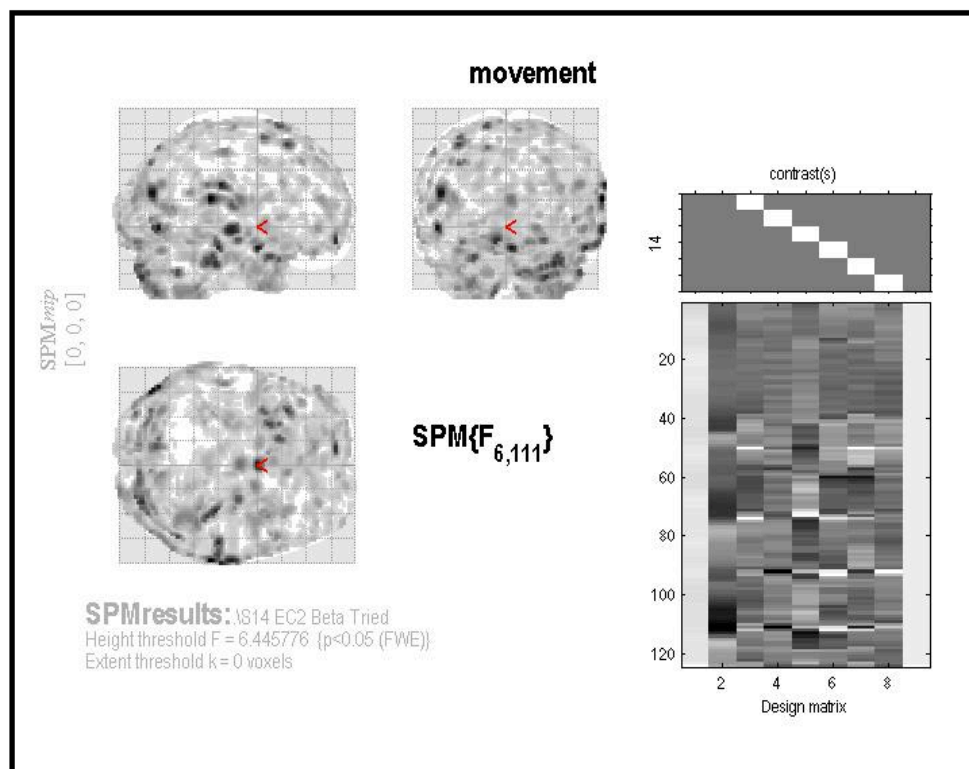 movement
SPMmip
[0, 0, 0]
<
<
<
SPM{F6,111}
SPMresults: .\S14 EC2 Beta Tried
Height threshold F = 6.445776 {p<0.05 (FWE)}
Extent threshold k = 0 voxels
contrast(s)
14
20
40
60
80
100
120
2 4 6 8
Design matrix